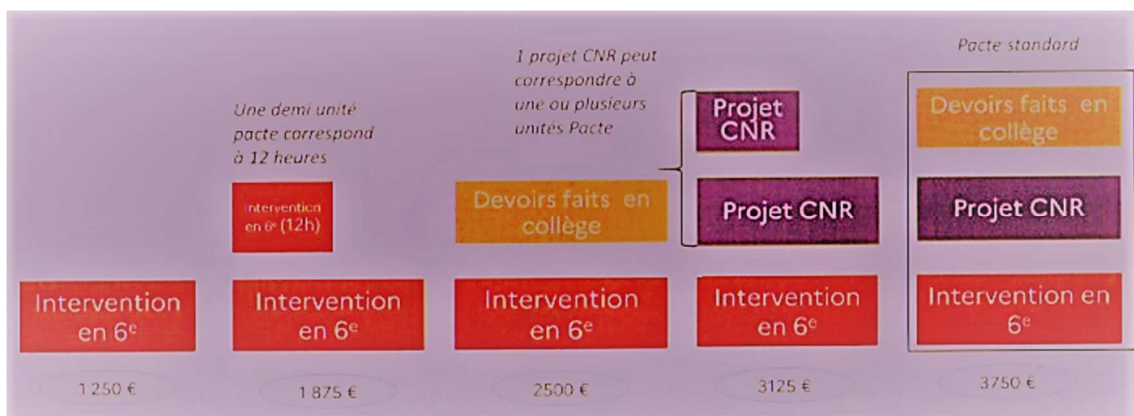 Pacte standard
1 projet CNR peut
correspondre à
une ou plusieurs
unités Pacte
Une demi unité
pacte correspond
à 12 heures
Projet
CNR
Devoirs faits en
collège
Intervention
en 6e (12h)
Devoirs faits en
collège
Projet CNR
Projet CNR
Intervention
en 6e
Intervention
en 6e
Intervention
en 6e
Intervention
en 6e
Intervention en
6e
1 250 €
1 875 €
2500 €
3125 €
3750 €